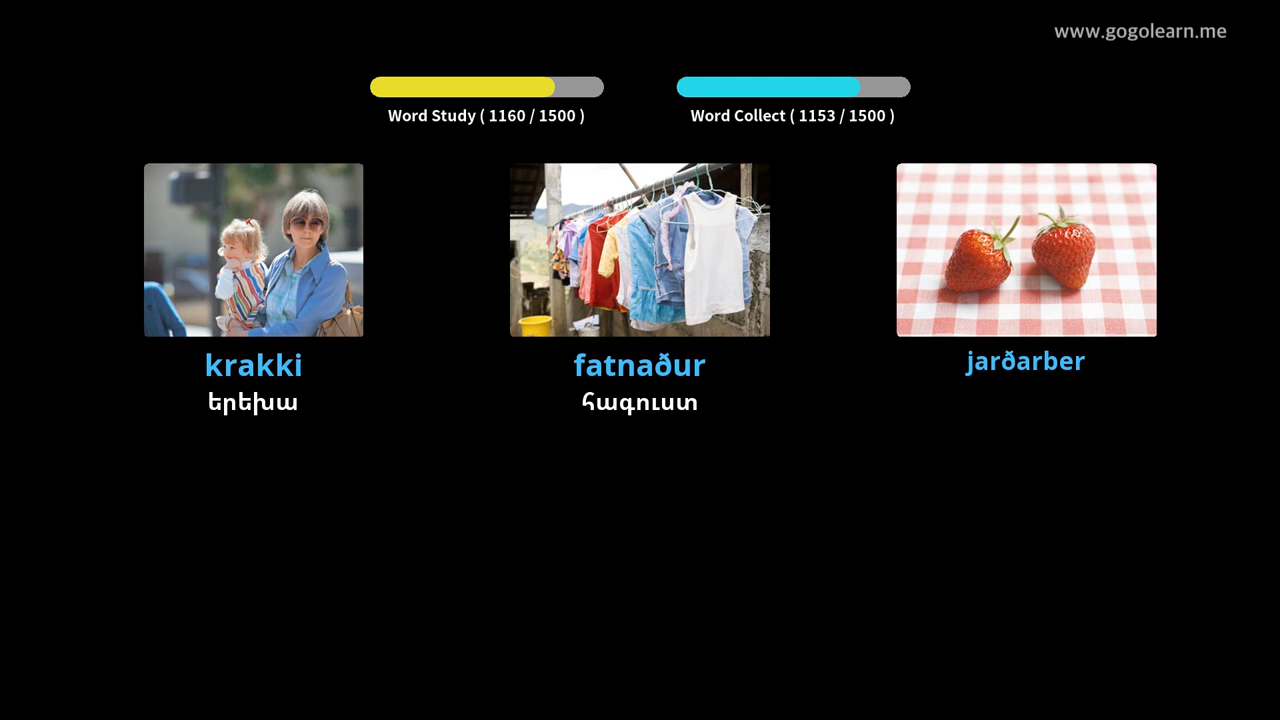 www.gogolearn.me
Word Study ( 1160 / 1500 )
Word Collect ( 1153 / 1500 )
krakki
երեխա
fatnaður
հագուստ
jarðarber